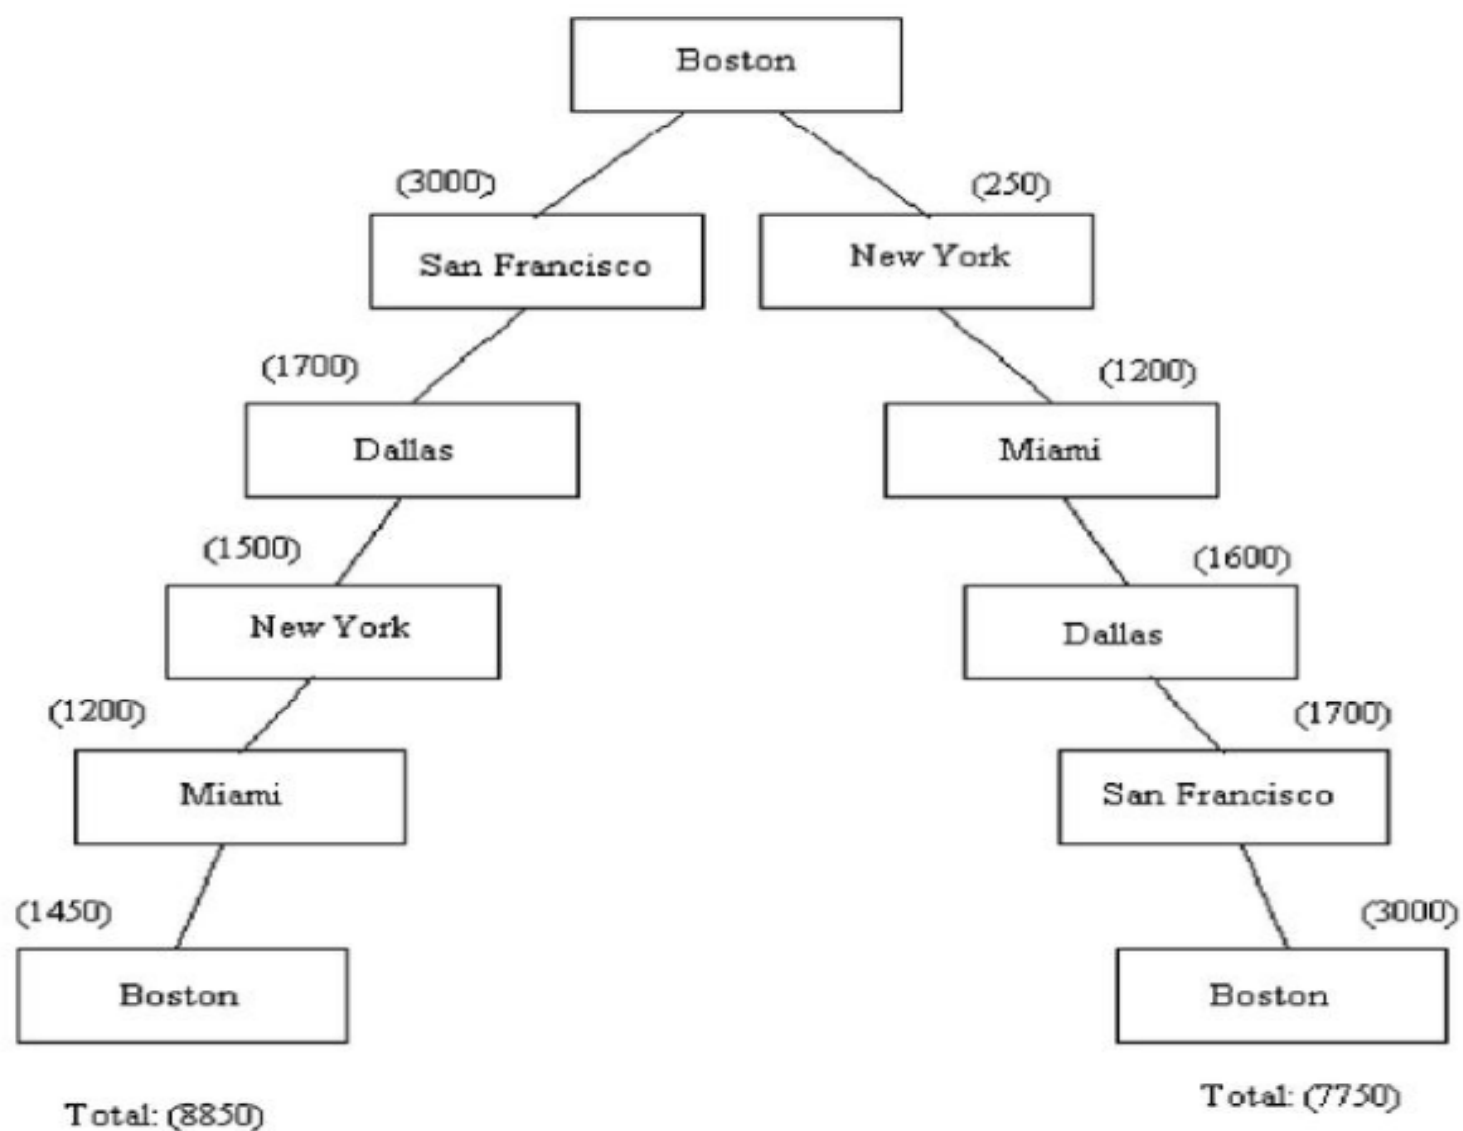 Boston
(3000)
(250)
San Francisco
New York
(1700)
(1200)
Dallas
Miami
(1500)
(1600)
New York
Dallas
(1200)
(1700)
Miami
San Francisco
(1450)
(3000)
Boston
Boston
Total: (8850)
Total: (7750)